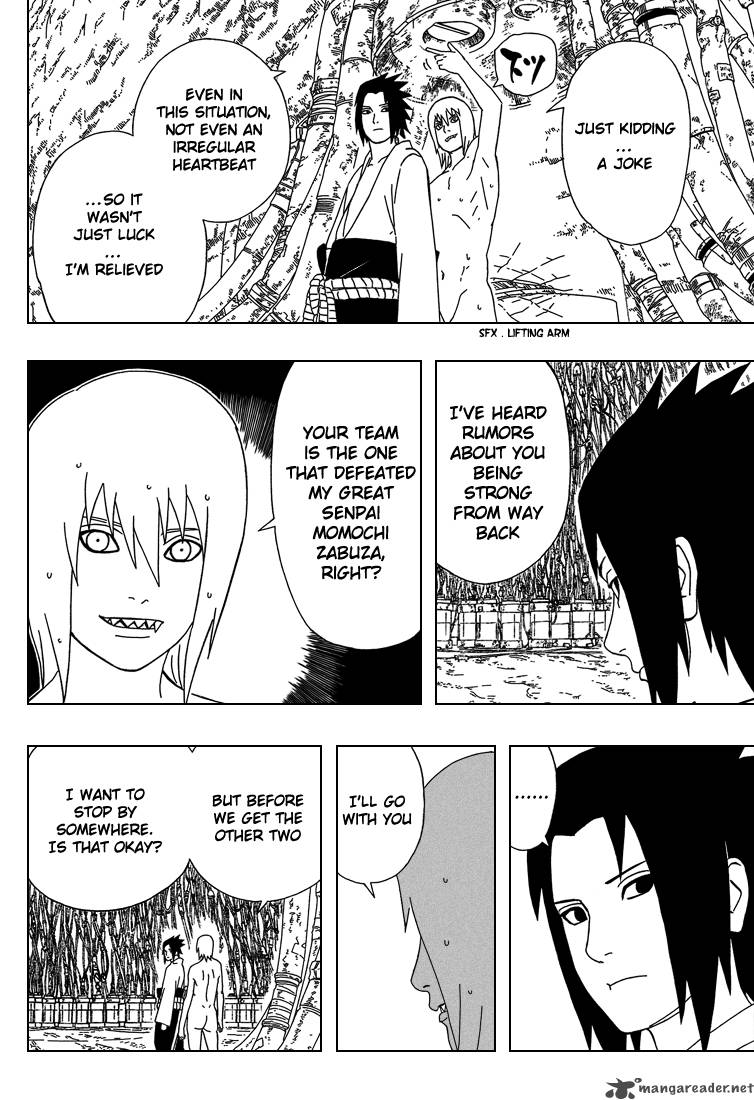 JUST KIDDING
...
A JOKE
ドッ
EVEN IN
THIS SITUATION,
NOT EVEN AN
IRREGULAR
HEARTBEAT
...SO IT
WASN'T
JUST LUCK
...
I'M RELIEVED
SFX . LIFTING ARM
I'VE HEARD
RUMORS
ABOUT YOU
BEING
STRONG
FROM WAY
BACK
YOUR TEAM
IS THE ONE
THAT DEFEATED
MY GREAT
SENPAI
MOMOCHI
ZABUZA,
RIGHT?
......
I'LL GO
WITH YOU
BUT BEFORE
WE GET THE
OTHER TWO
I WANT TO
STOP BY
SOMEWHERE.
IS THAT OKAY?
mangareader.net